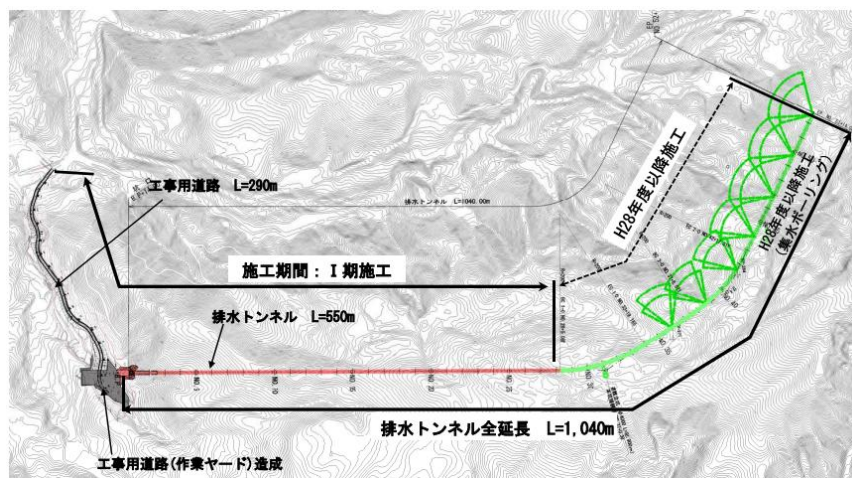 工事用道路 L=290m
排水トンネル L=1040.00m
H28年度以降施工
H28年度以降施工
(集水ボーリング)
施工期間：Ⅰ期施工
排水トンネル L=550m
排水トンネル全延長 L=1,040m
工事用道路(作業ヤード)造成